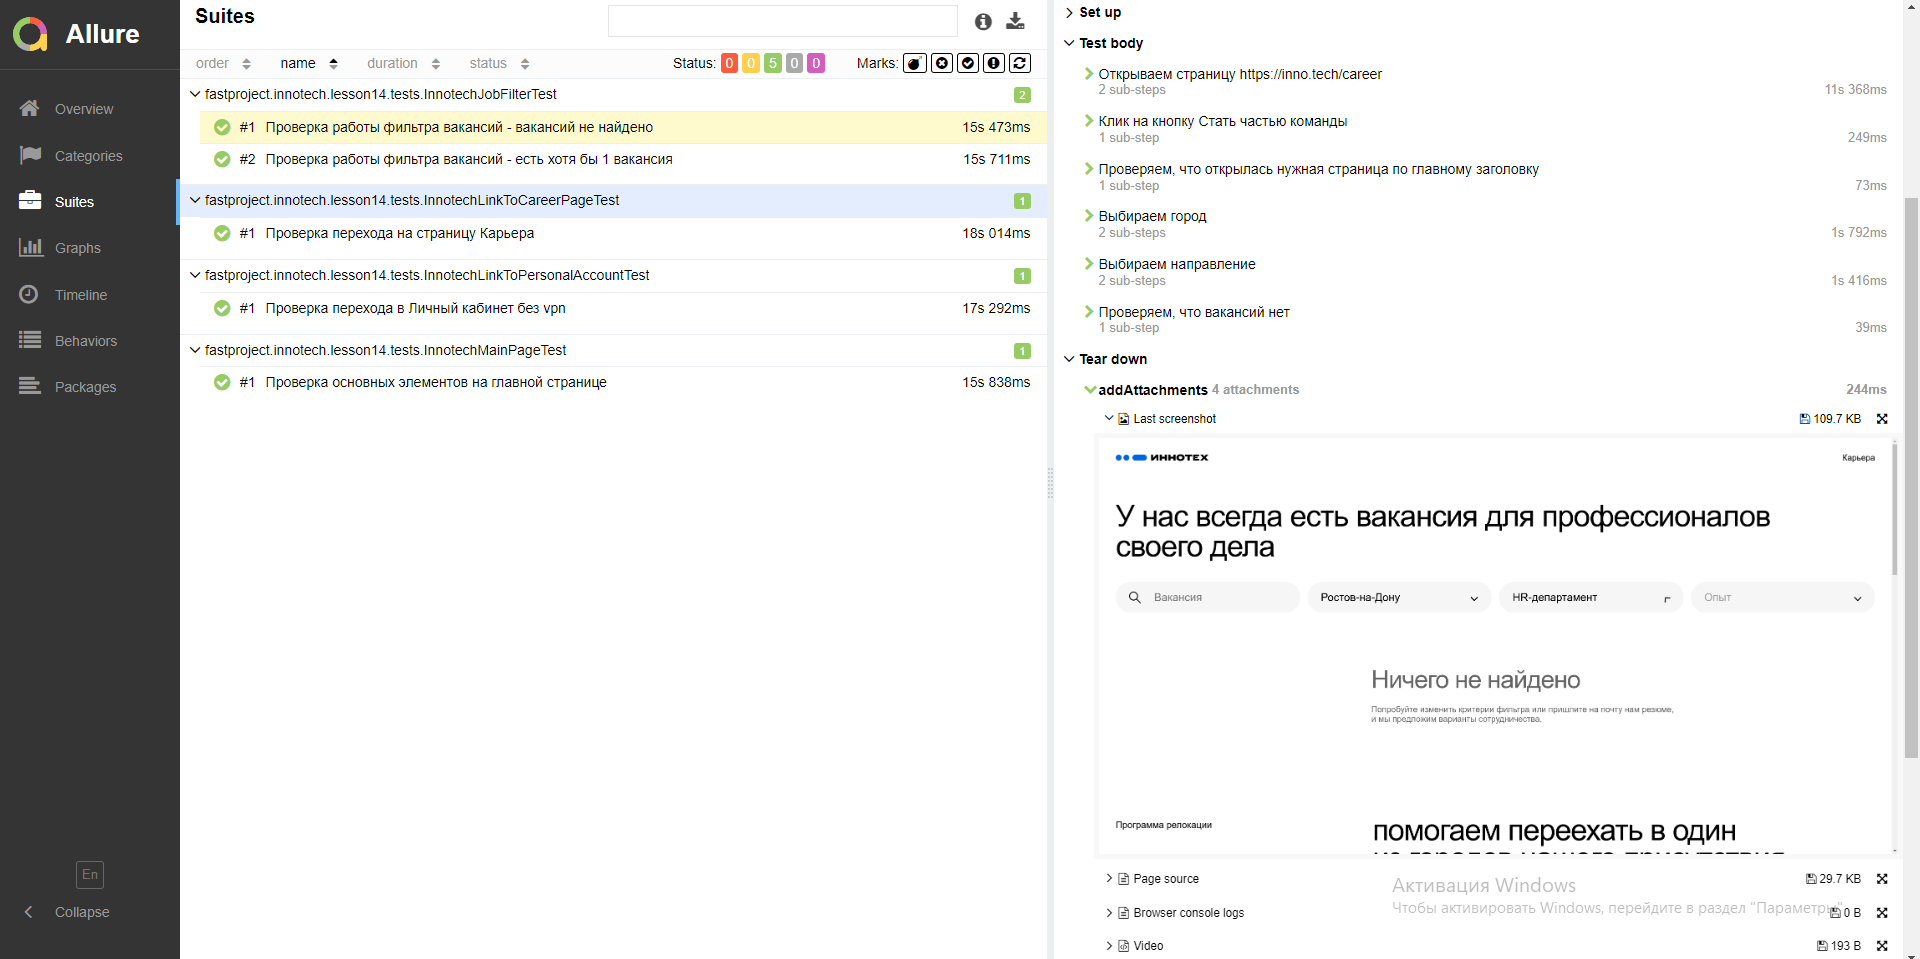 Allure
Overview
Categories
Suites
Graphs
Timeline
Behaviors
Packages
En
Collapse
Suites
order name duration status
Status: 0 0 5 0 0 Marks:
fastproject.innotech.lesson14.tests.InnotechJobFilterTest 2
#1 Проверка работы фильтра вакансий - вакансий не найдено 15s 473ms
#2 Проверка работы фильтра вакансий - есть хотя бы 1 вакансия 15s 711ms
fastproject.innotech.lesson14.tests.InnotechLinkToCareerPageTest 1
#1 Проверка перехода на страницу Карьера 18s 014ms
fastproject.innotech.lesson14.tests.InnotechLinkToPersonalAccountTest 1
#1 Проверка перехода в Личный кабинет без vpn 17s 292ms
fastproject.innotech.lesson14.tests.InnotechMainPageTest 1
#1 Проверка основных элементов на главной странице 15s 838ms
Set up
Test body
Открываем страницу https://inno.tech/career
2 sub-steps 11s 368ms
Клик на кнопку Стать частью команды
1 sub-step 249ms
Проверяем, что открылась нужная страница по главному заголовку
1 sub-step 73ms
Выбираем город
2 sub-steps 1s 792ms
Выбираем направление
2 sub-steps 1s 416ms
Проверяем, что вакансий нет
1 sub-step 39ms
Tear down
addAttachments 4 attachments 244ms
Last screenshot 109.7 KB
ИННОТЕХ Карьера
У нас всегда есть вакансия для профессионалов
своего дела
Вакансия Ростов-на-Дону HR-департамент Опыт
Ничего не найдено
Попробуйте изменить критерии фильтра или пришлите на почту нам резюме,
и мы предложим варианты сотрудничества.
Программа релокации помогаем переехать в один
из городов нашего присутствия
Page source 29.7 KB
Активация Windows
Чтобы активировать Windows, перейдите в раздел "Параметры".
Browser console logs 0 B
Video 193 B